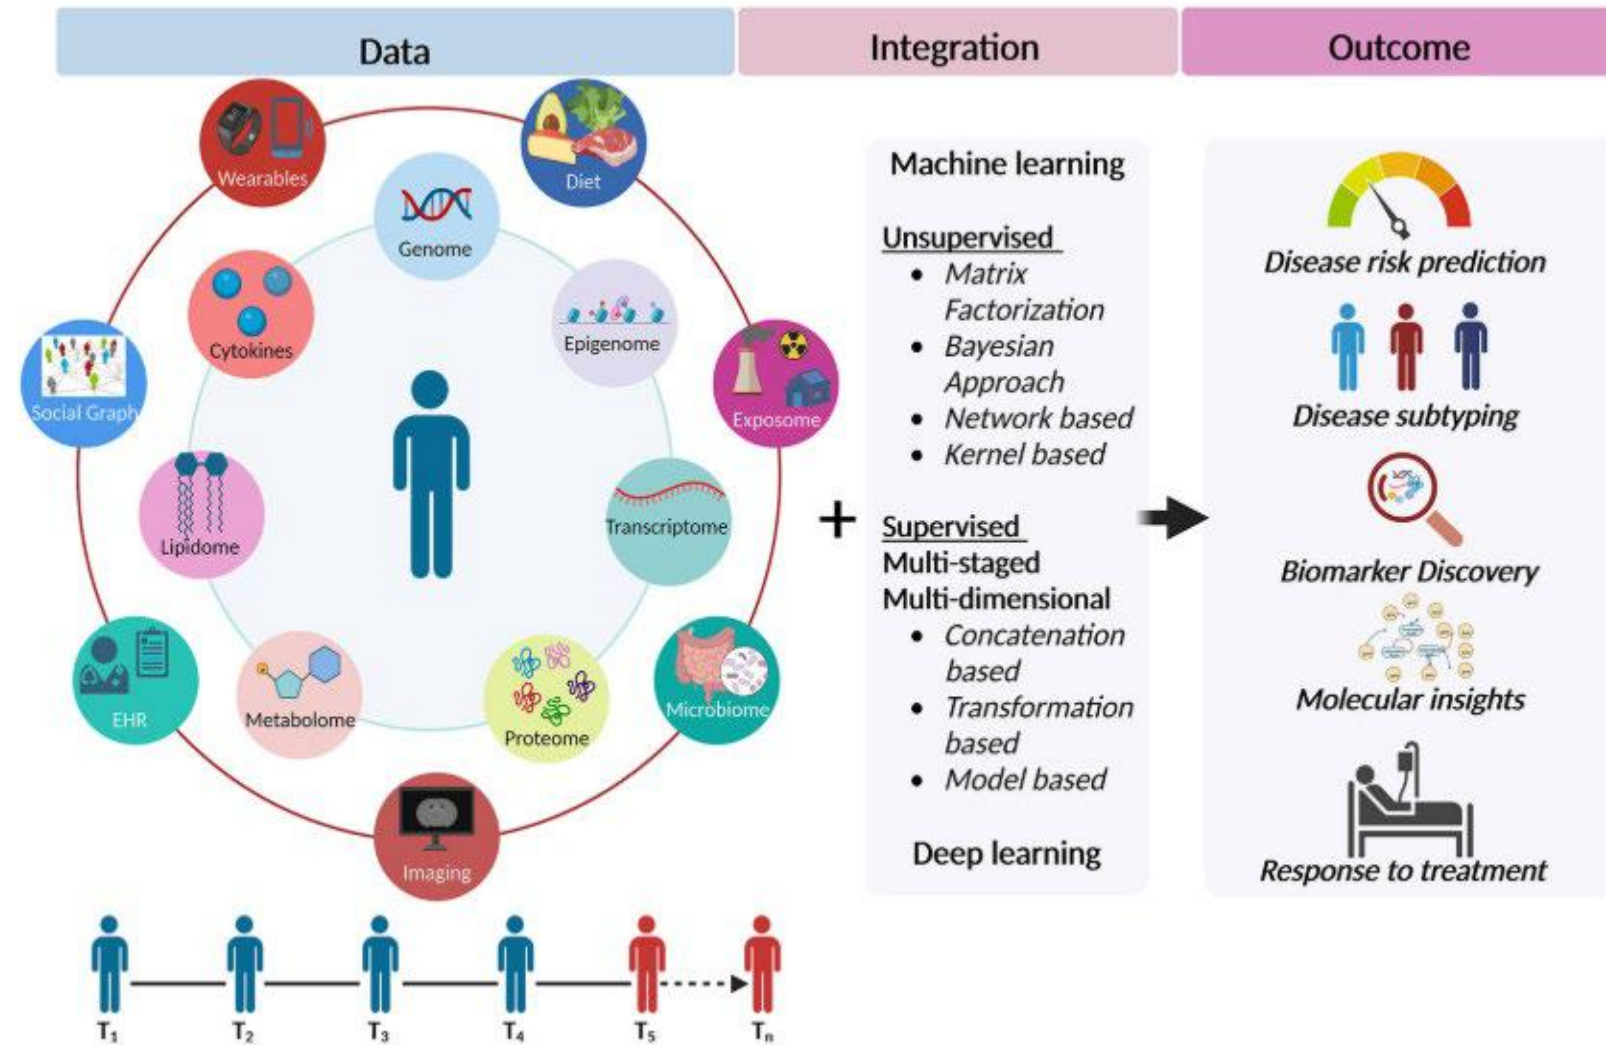 Data
Integration
Outcome
Wearables
Diet
Genome
Cytokines
Epigenome
Social Graph
Exposome
Lipidome
Transcriptome
EHR
Metabolome
Proteome
Microbiome
Imaging
T₁
T₂
T₃
T₄
T₅
Tₙ
+
Machine learning
Unsupervised
• Matrix
Factorization
• Bayesian
Approach
• Network based
• Kernel based
Supervised
Multi-staged
Multi-dimensional
• Concatenation
based
• Transformation
based
• Model based
Deep learning
Disease risk prediction
Disease subtyping
Biomarker Discovery
Molecular insights
Response to treatment